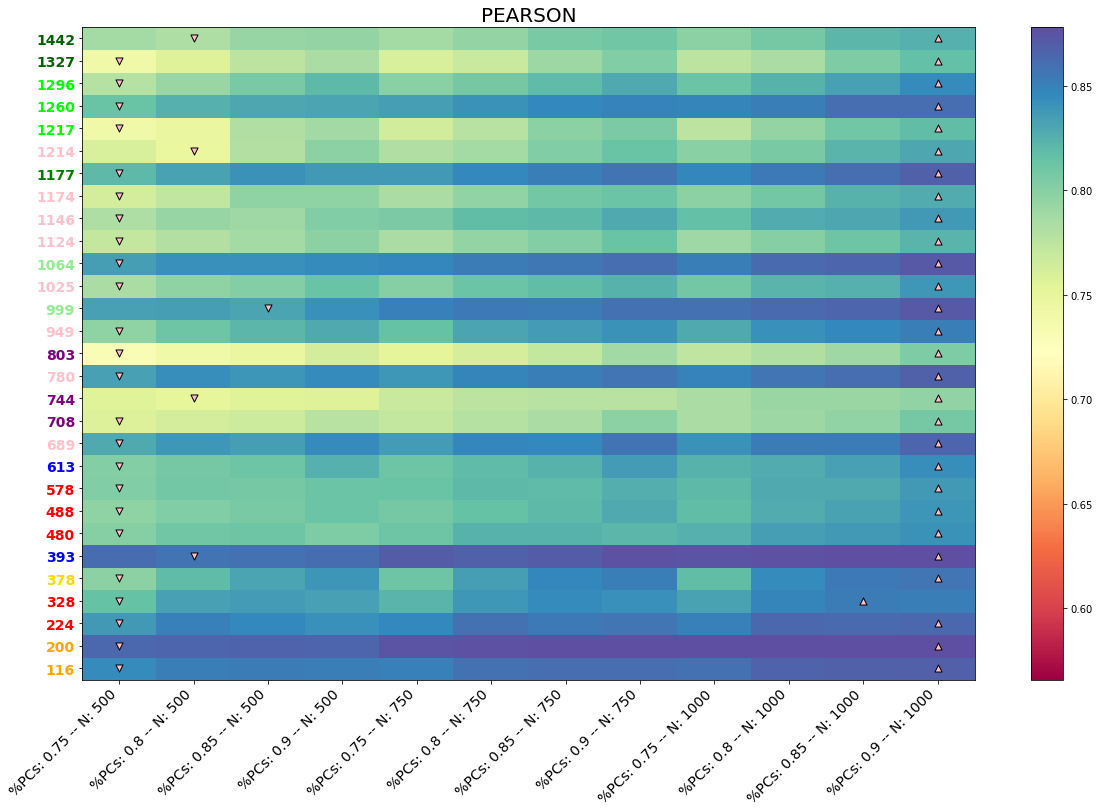 PEARSON
1442
1327
1296
1260
1217
1214
1177
1174
1146
1124
1064
1025
999
949
803
780
744
708
689
613
578
488
480
393
378
328
224
200
116
%PCs: 0.75 -- N: 500
%PCs: 0.8 -- N: 500
%PCs: 0.85 -- N: 500
%PCs: 0.9 -- N: 500
%PCs: 0.75 -- N: 750
%PCs: 0.8 -- N: 750
%PCs: 0.85 -- N: 750
%PCs: 0.9 -- N: 750
%PCs: 0.75 -- N: 1000
%PCs: 0.8 -- N: 1000
%PCs: 0.85 -- N: 1000
%PCs: 0.9 -- N: 1000
0.85
0.80
0.75
0.70
0.65
0.60